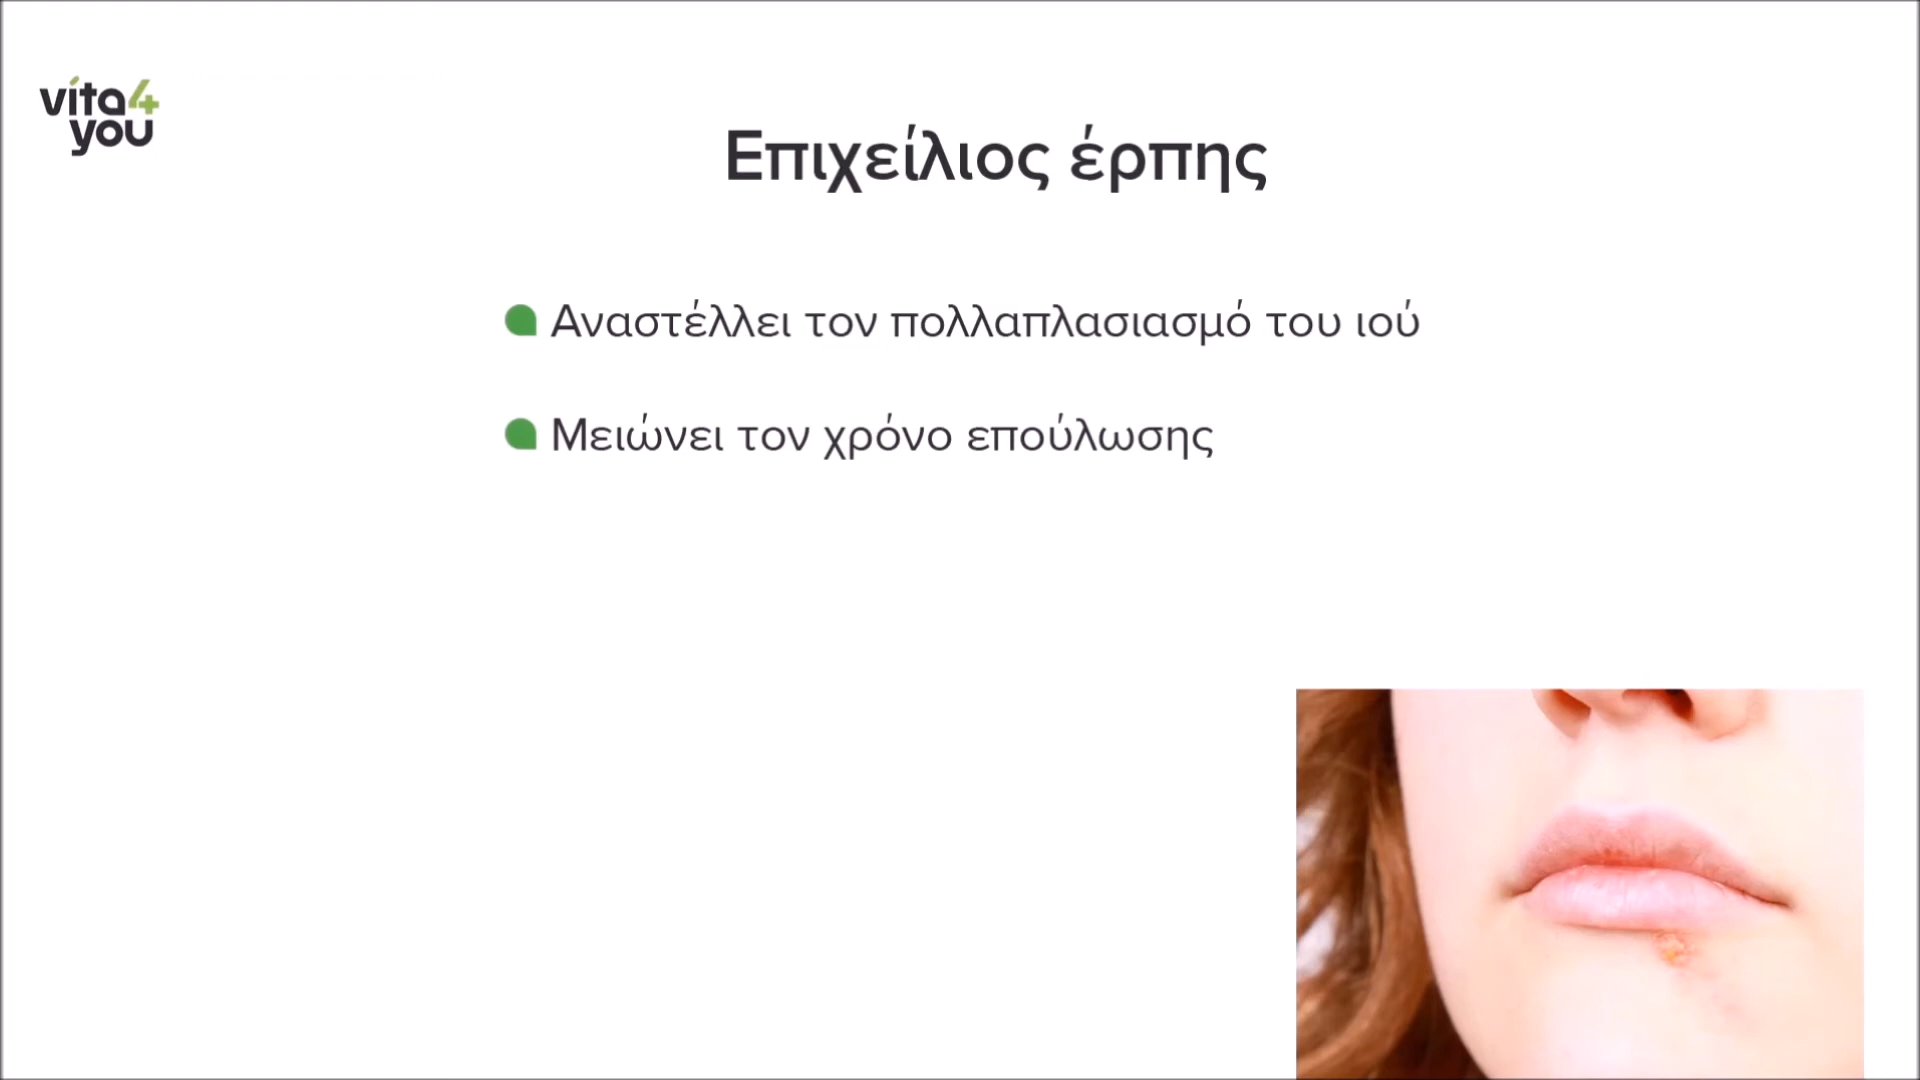 vita4
you
Επιχείλιος έρπης
Αναστέλλει τον πολλαπλασιασμό του ιού
Μειώνει τον χρόνο επούλωσης